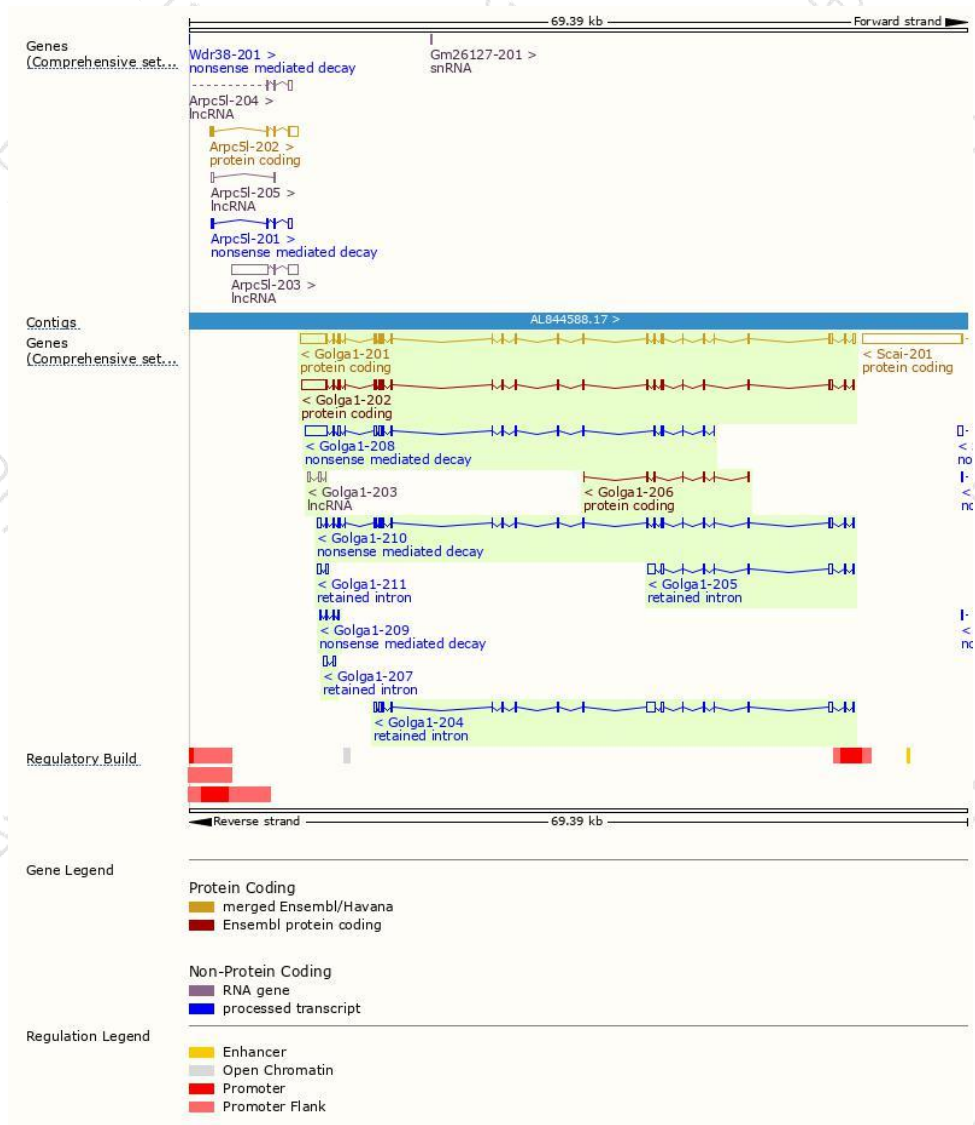 69.39 kb
Forward strand
Genes
(Comprehensive set...
Wdr38-201 >
nonsense mediated decay
Gm26127-201 >
snRNA
Arpc5l-204 >
lncRNA
Arpc5l-202 >
protein coding
Arpc5l-205 >
lncRNA
Arpc5l-201 >
nonsense mediated decay
Arpc5l-203 >
lncRNA
Contigs
AL844588.17 >
Genes
(Comprehensive set...
< Golga1-201
protein coding
< Scai-201
protein coding
< Golga1-202
protein coding
< Golga1-208
nonsense mediated decay
< Golga1-203
lncRNA
< Golga1-206
protein coding
< Golga1-210
nonsense mediated decay
< Golga1-211
retained intron
< Golga1-205
retained intron
< Golga1-209
nonsense mediated decay
< Golga1-207
retained intron
< Golga1-204
retained intron
Regulatory Build
Reverse strand
69.39 kb
Gene Legend
Protein Coding
merged Ensembl/Havana
Ensembl protein coding
Non-Protein Coding
RNA gene
processed transcript
Regulation Legend
Enhancer
Open Chromatin
Promoter
Promoter Flank